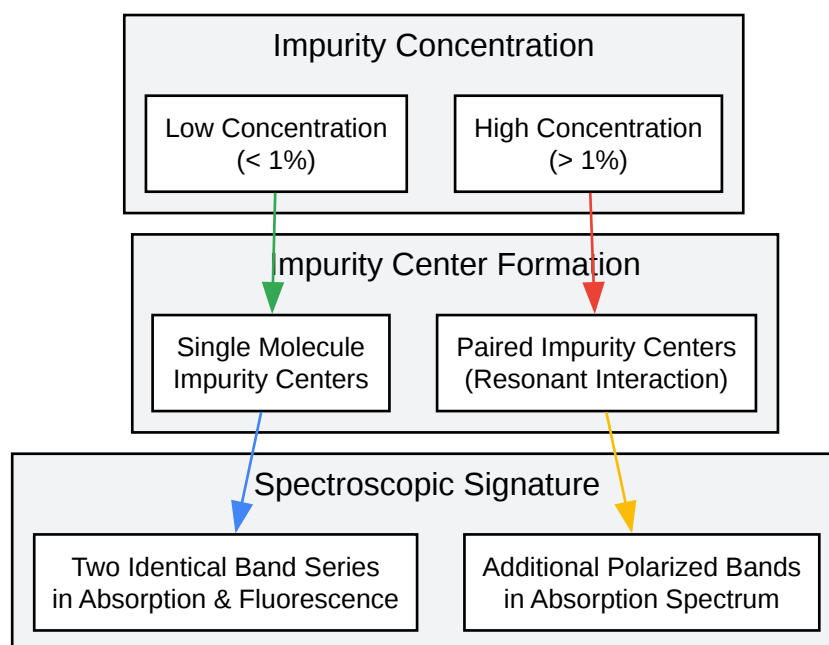 Impurity Concentration
Low Concentration
(< 1%)
High Concentration
(> 1%)
Impurity Center Formation
Single Molecule
Impurity Centers
Paired Impurity Centers
(Resonant Interaction)
Spectroscopic Signature
Two Identical Band Series
in Absorption & Fluorescence
Additional Polarized Bands
in Absorption Spectrum